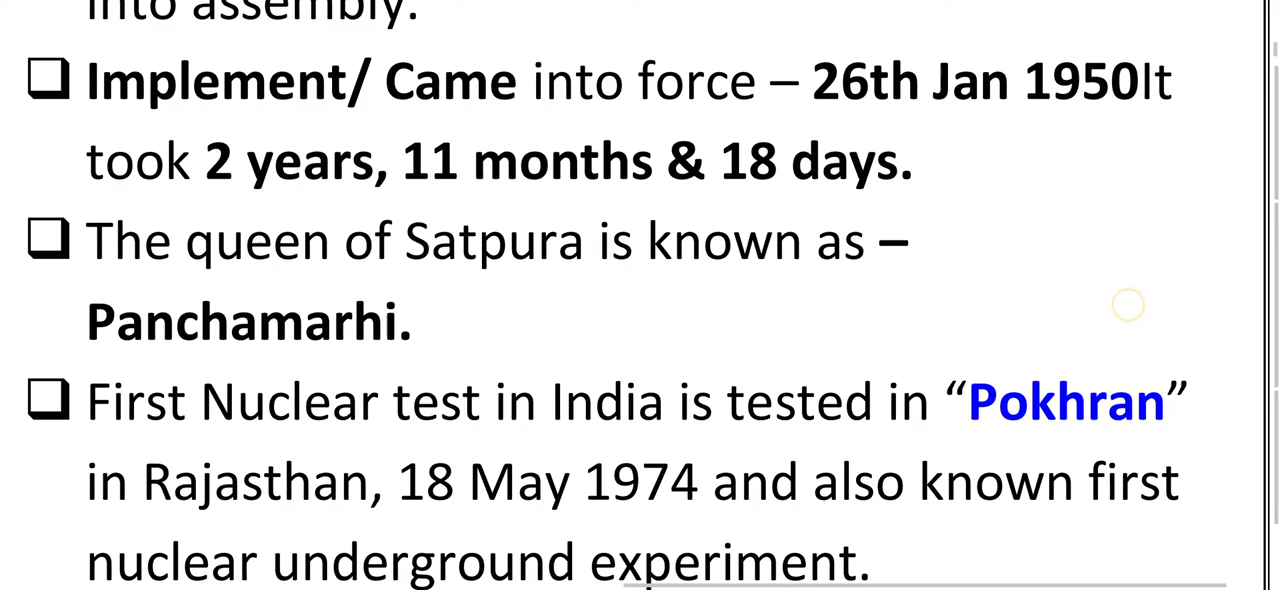 into assembly.
❑ Implement/ Came into force – 26th Jan 1950It
took 2 years, 11 months & 18 days.
❑ The queen of Satpura is known as –
Panchamarhi.
❑ First Nuclear test in India is tested in “Pokhran”
in Rajasthan, 18 May 1974 and also known first
nuclear underground experiment.